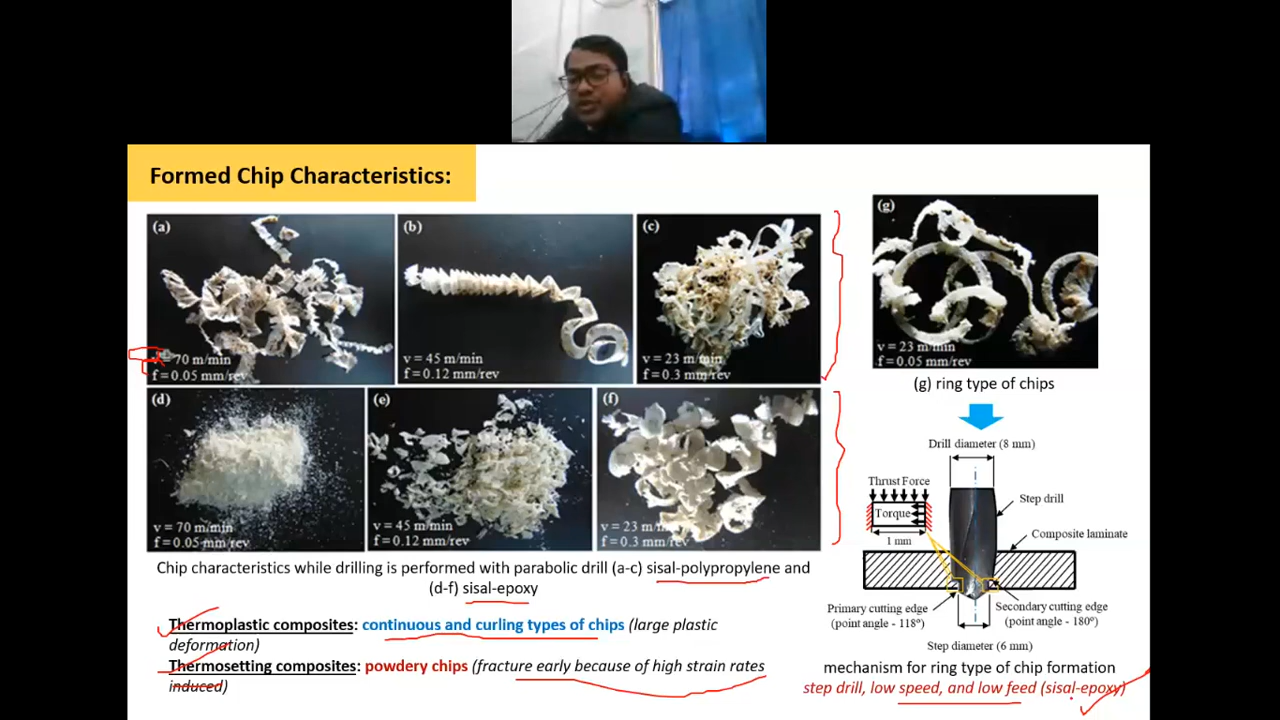 Formed Chip Characteristics:
(a)
= 70 m/min
f = 0.05 mm/rev
(b)
v = 45 m/min
f = 0.12 mm/rev
(c)
v = 23 m/min
f = 0.3 mm/rev
(d)
v = 70 m/min
f = 0.05 mm/rev
(e)
v = 45 m/min
f = 0.12 mm/rev
(f)
v = 23 m/min
f = 0.3 mm/rev
Chip characteristics while drilling is performed with parabolic drill (a-c) sisal-polypropylene and
(d-f) sisal-epoxy
Thermoplastic composites: continuous and curling types of chips (large plastic
deformation)
Thermosetting composites: powdery chips (fracture early because of high strain rates
induced)
(g)
v = 23 m/min
f = 0.05 mm/rev
(g) ring type of chips
Drill diameter (8 mm)
Thrust Force
Torque
1 mm
Step drill
Composite laminate
Primary cutting edge
(point angle - 118°)
Secondary cutting edge
(point angle - 180°)
Step diameter (6 mm)
mechanism for ring type of chip formation
step drill, low speed, and low feed (sisal-epoxy)